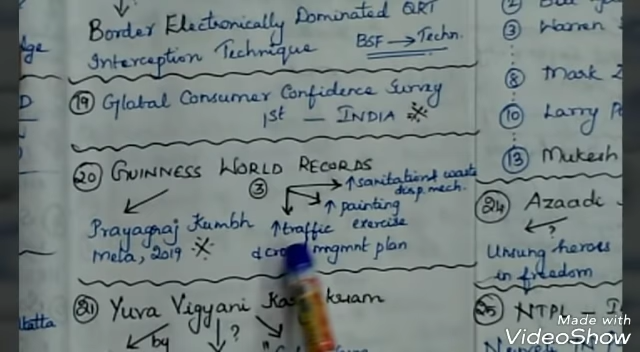 Border Electronically Dominated QRT
Interception Technique
BSF → Techn.
19 Global Consumer Confidence Survey
1st — INDIA
20 GUINNESS WORLD RECORDS
3
↑ sanitation & waste
disp. mech.
↑ painting
↑ traffic exercise
mgmnt plan
Prayagraj Kumbh
Mela, 2019
21 Yuva Vigyani
by
?
2
3 Warren
8 Mark Z
10 Larry P
13 Mukesh
24 Azaadi
?
Unsung heroes
in freedom
25 NTPL
Made with
VideoShow